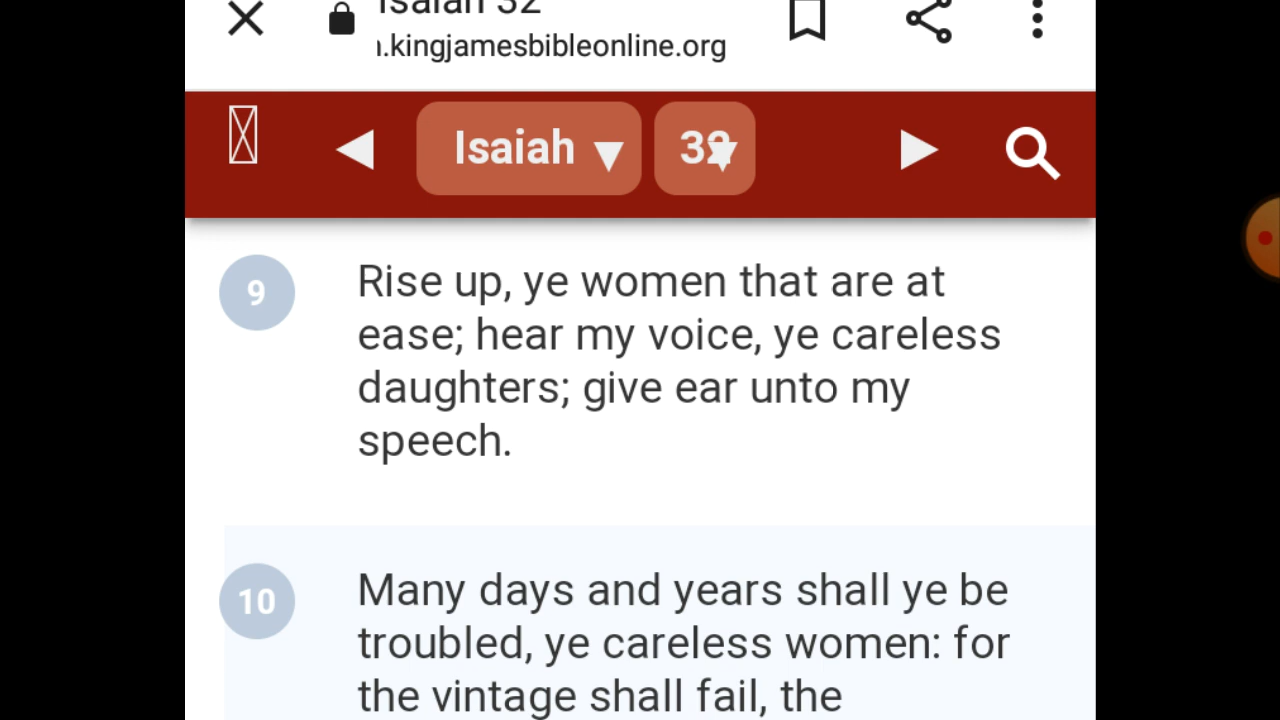 Isaiah 32
.kingjamesbibleonline.org
Isaiah 32
9 Rise up, ye women that are at
ease; hear my voice, ye careless
daughters; give ear unto my
speech.
10 Many days and years shall ye be
troubled, ye careless women: for
the vintage shall fail, the